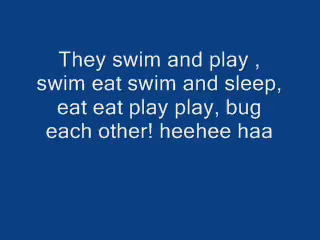 They swim and play ,
swim eat swim and sleep,
eat eat play play, bug
each other! heehee haa